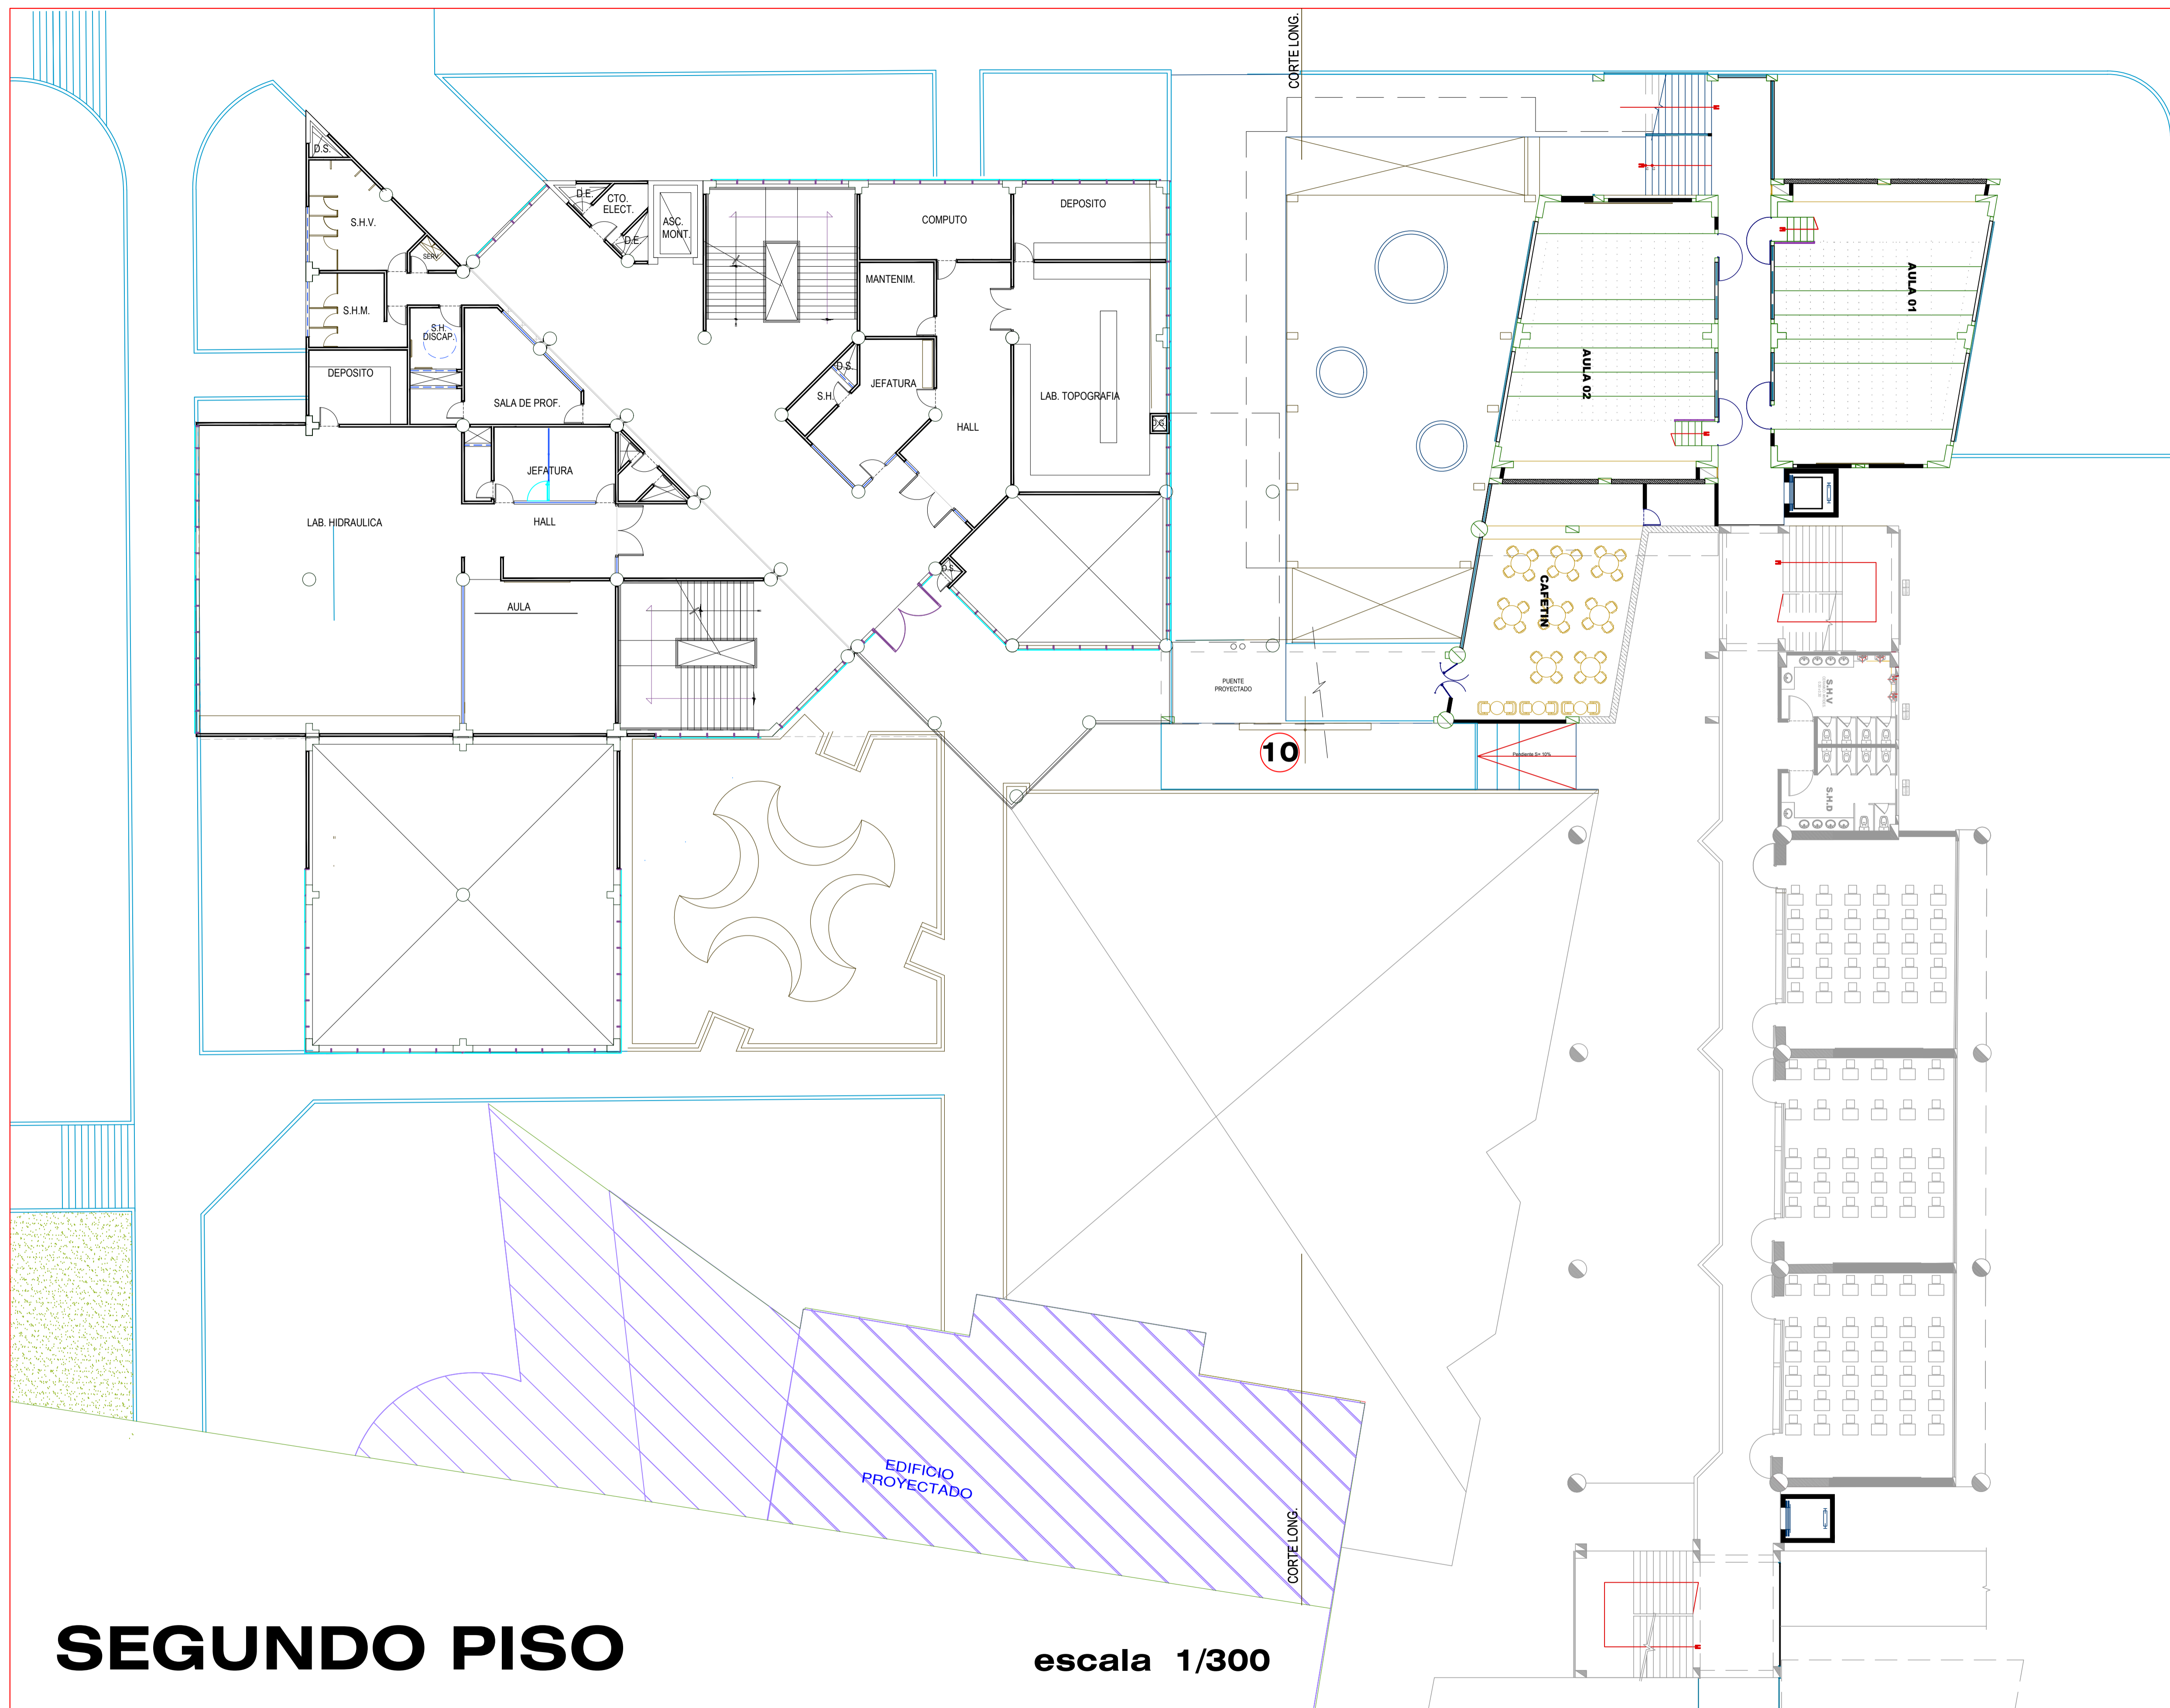 CORTE LONG.
D.S.
S.H.V.
SERV.
S.H.M.
S.H.
DISCAP.
DEPOSITO
SALA DE PROF.
D.E.
CTO.
ELECT.
D.E.
ASC.
MONT.
COMPUTO
DEPOSITO
MANTENIM.
D.S.
S.H.
JEFATURA
HALL
LAB. TOPOGRAFIA
D.G.
JEFATURA
LAB. HIDRAULICA
HALL
AULA
D.S.
AULA 01
AULA 02
CAFETIN
PUENTE
PROYECTADO
10
Pendiente S= 10%
S.H.V
S.H.D
EDIFICIO
PROYECTADO
CORTE LONG.
SEGUNDO PISO
escala 1/300